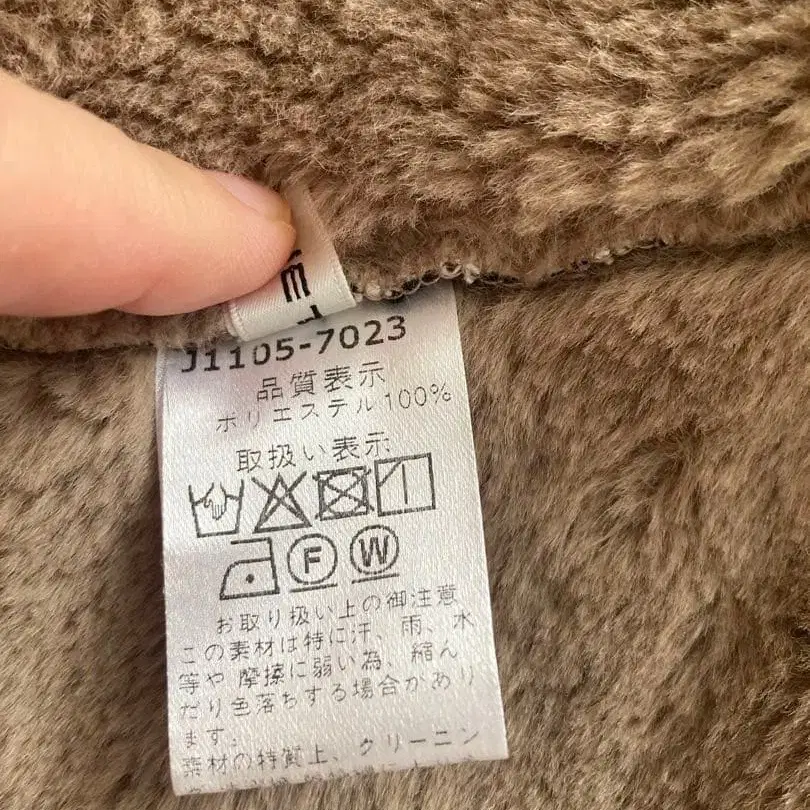 J1105-7023
品質表示
ポリエステル100%
取扱い表示
F W
お取り扱い上の御注意
この素材は特に汗、雨、水
等や 摩擦に弱い為、縮ん
だり色落ちする場合があり
ます。
素材の特質上、クリーニン